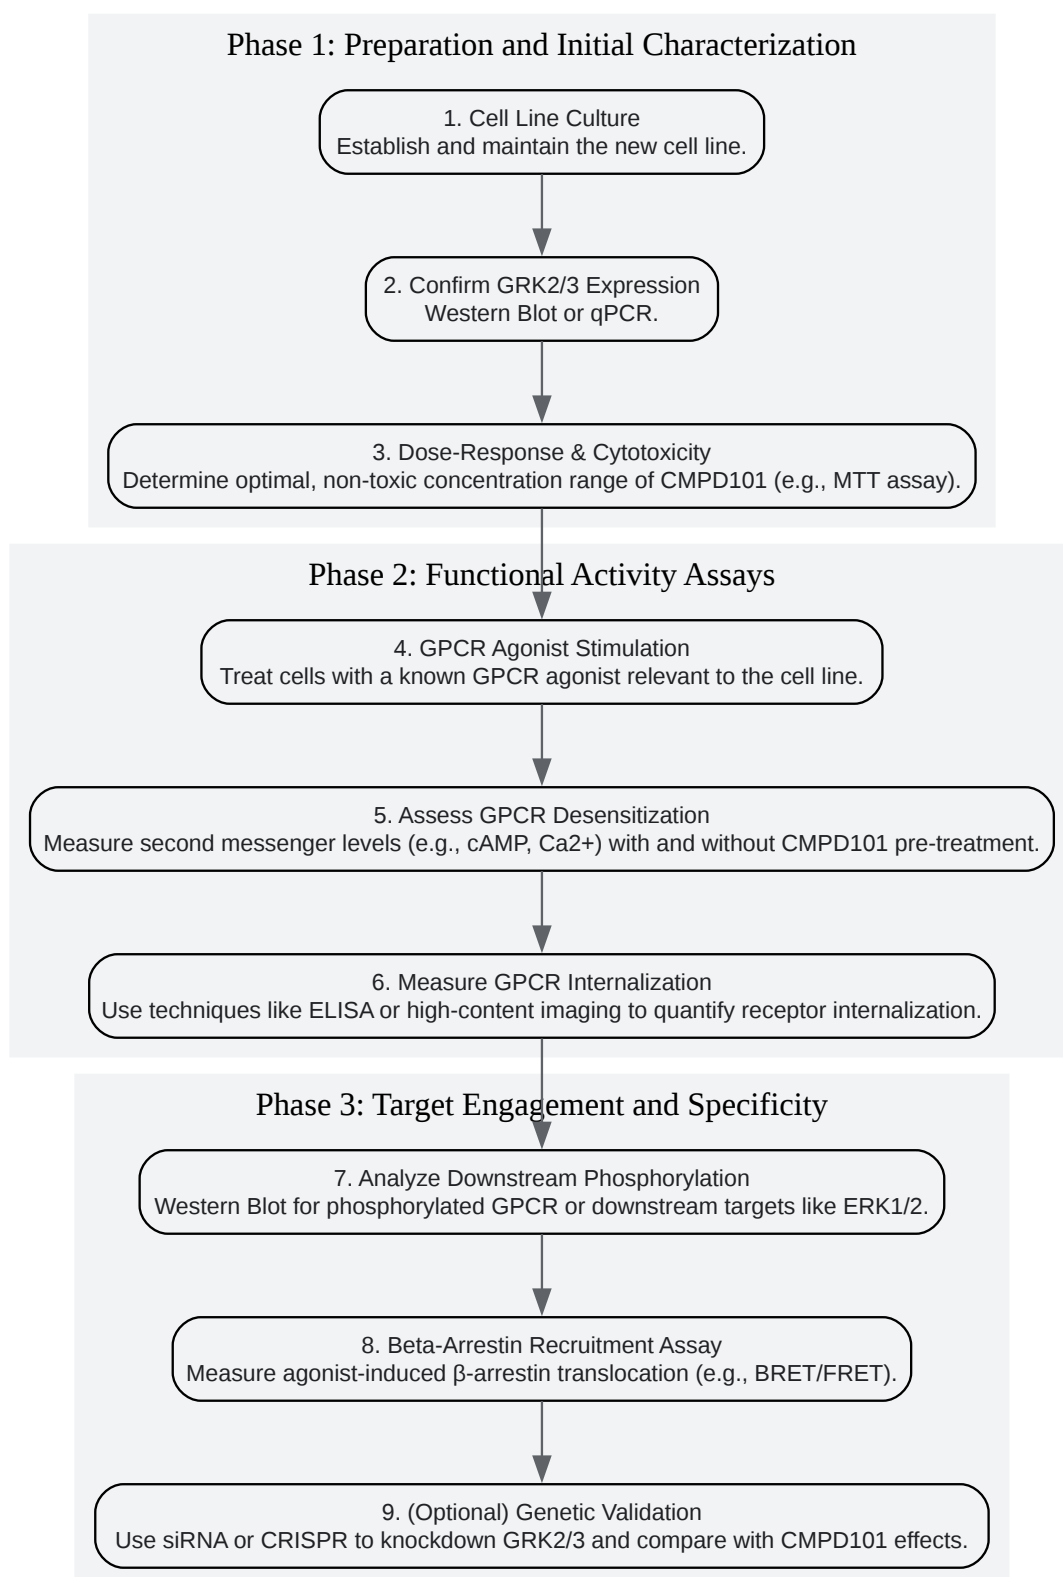 Phase 1: Preparation and Initial Characterization
1. Cell Line Culture
Establish and maintain the new cell line.
2. Confirm GRK2/3 Expression
Western Blot or qPCR.
3. Dose-Response & Cytotoxicity
Determine optimal, non-toxic concentration range of CMPD101 (e.g., MTT assay).
Phase 2: Functional Activity Assays
4. GPCR Agonist Stimulation
Treat cells with a known GPCR agonist relevant to the cell line.
5. Assess GPCR Desensitization
Measure second messenger levels (e.g., cAMP, Ca2+) with and without CMPD101 pre-treatment.
6. Measure GPCR Internalization
Use techniques like ELISA or high-content imaging to quantify receptor internalization.
Phase 3: Target Engagement and Specificity
7. Analyze Downstream Phosphorylation
Western Blot for phosphorylated GPCR or downstream targets like ERK1/2.
8. Beta-Arrestin Recruitment Assay
Measure agonist-induced β-arrestin translocation (e.g., BRET/FRET).
9. (Optional) Genetic Validation
Use siRNA or CRISPR to knockdown GRK2/3 and compare with CMPD101 effects.